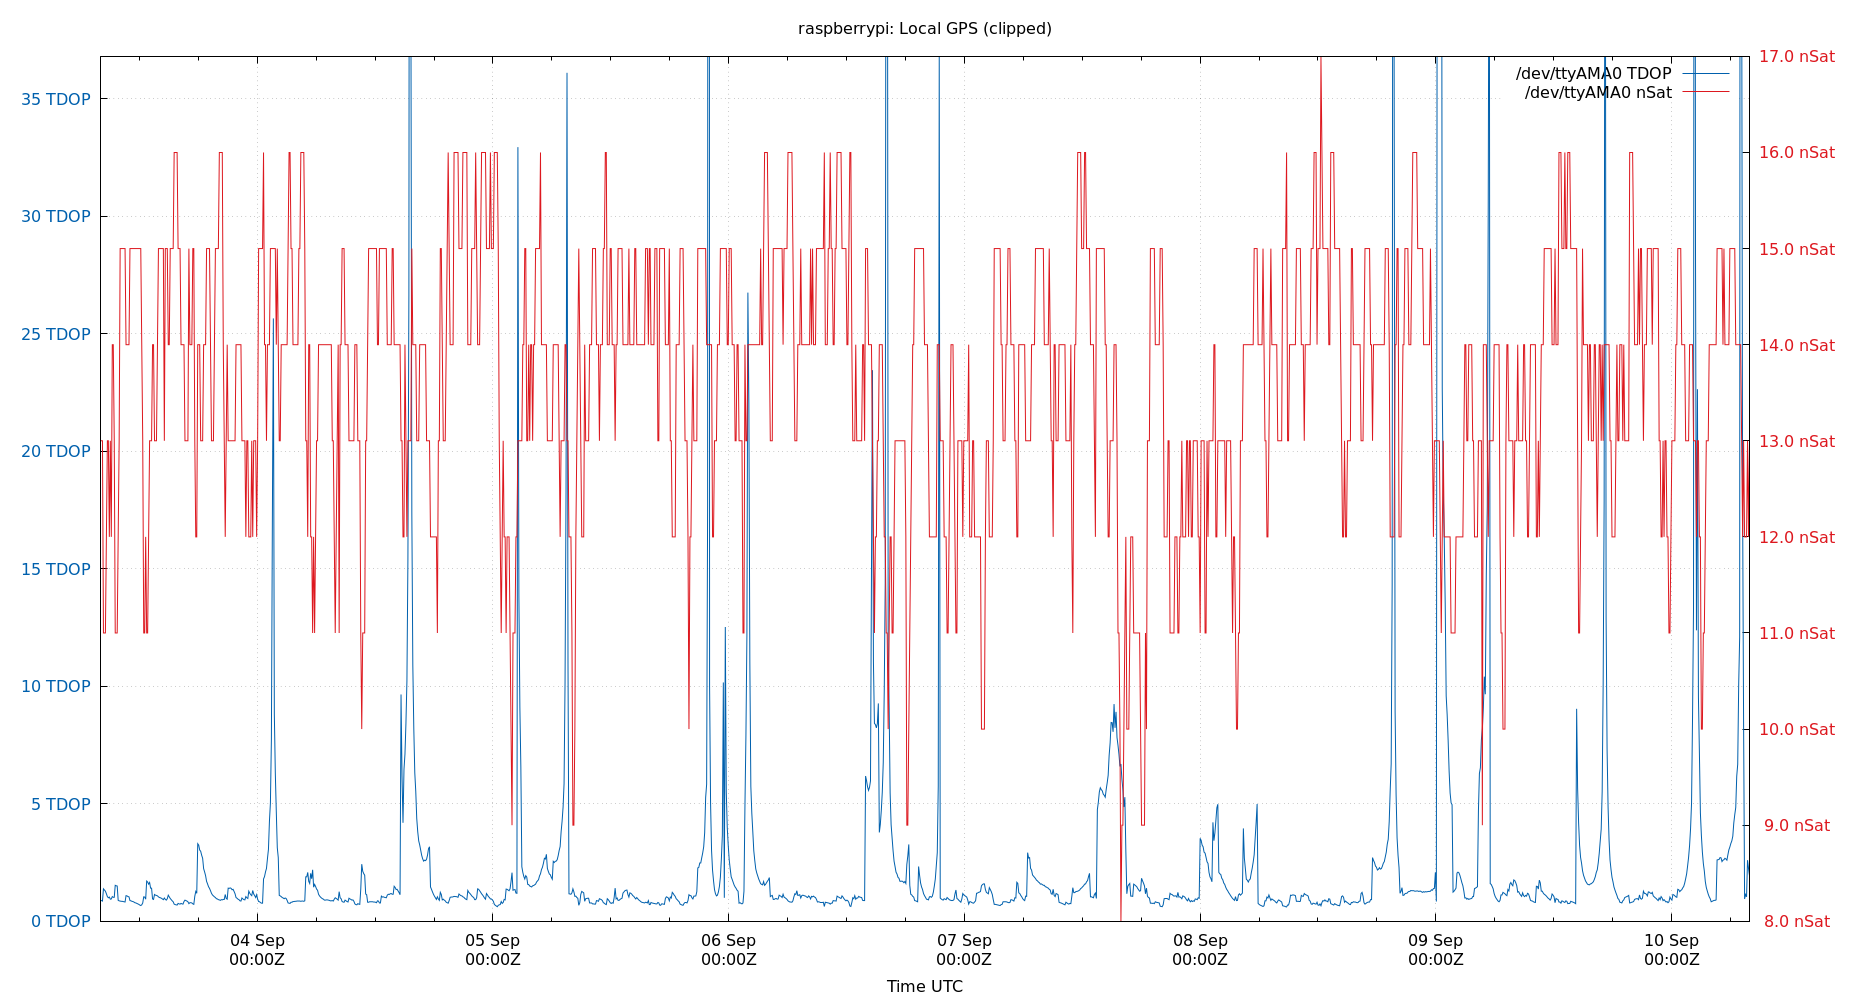 raspberrypi: Local GPS (clipped)
17.0 nSat
/dev/ttyAMA0 TDOP
/dev/ttyAMA0 nSat
35 TDOP
16.0 nSat
30 TDOP
15.0 nSat
25 TDOP
14.0 nSat
20 TDOP
13.0 nSat
15 TDOP
12.0 nSat
11.0 nSat
10 TDOP
10.0 nSat
5 TDOP
9.0 nSat
0 TDOP
8.0 nSat
04 Sep 05 Sep 06 Sep 07 Sep 08 Sep 09 Sep 10 Sep
00:00Z 00:00Z 00:00Z 00:00Z 00:00Z 00:00Z 00:00Z
Time UTC